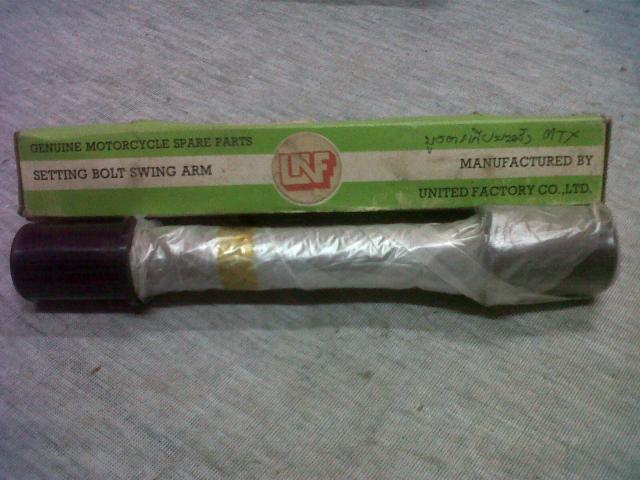 GENUINE MOTORCYCLE SPARE PARTS
SETTING BOLT SWING ARM
UNF
MTX
MANUFACTURED BY
UNITED FACTORY CO.,LTD.